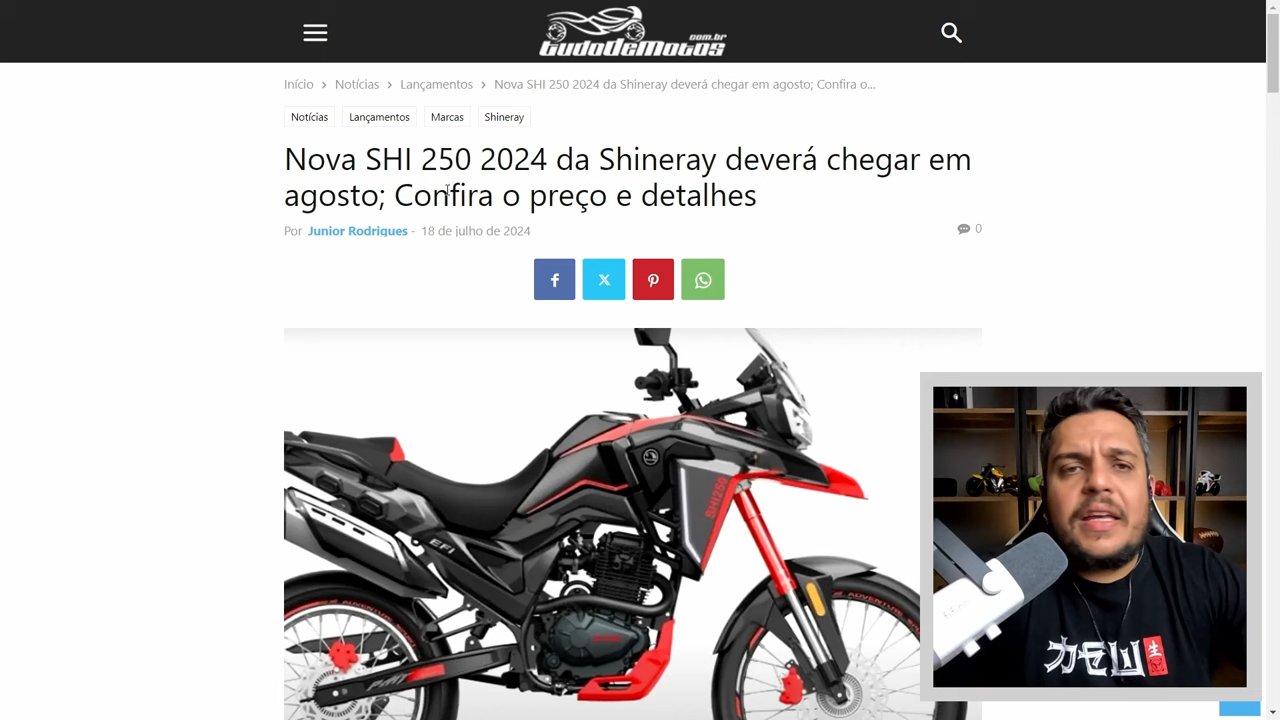 com.br
tudoDeMotos
Início > Notícias > Lançamentos > Nova SHI 250 2024 da Shineray deverá chegar em agosto; Confira o...
Notícias Lançamentos Marcas Shineray
Nova SHI 250 2024 da Shineray deverá chegar em
agosto; Confira o preço e detalhes
Por Junior Rodrigues - 18 de julho de 2024 0
SHI250
EFI